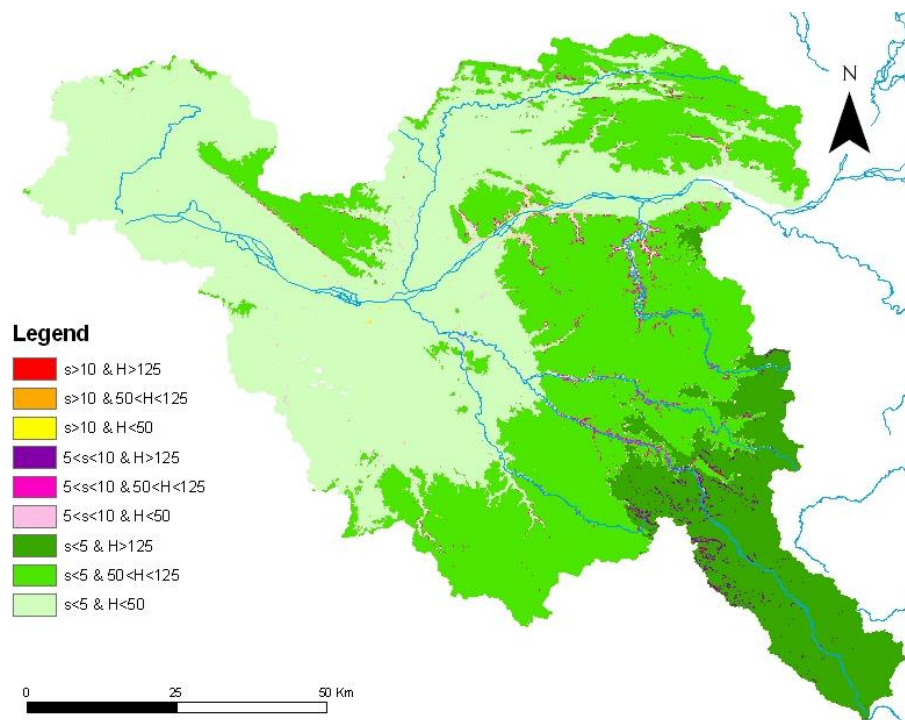 N
Legend
s>10 & H>125
s>10 & 50<H<125
s>10 & H<50
5<s<10 & H>125
5<s<10 & 50<H<125
5<s<10 & H<50
s<5 & H>125
s<5 & 50<H<125
s<5 & H<50
0 25 50 Km